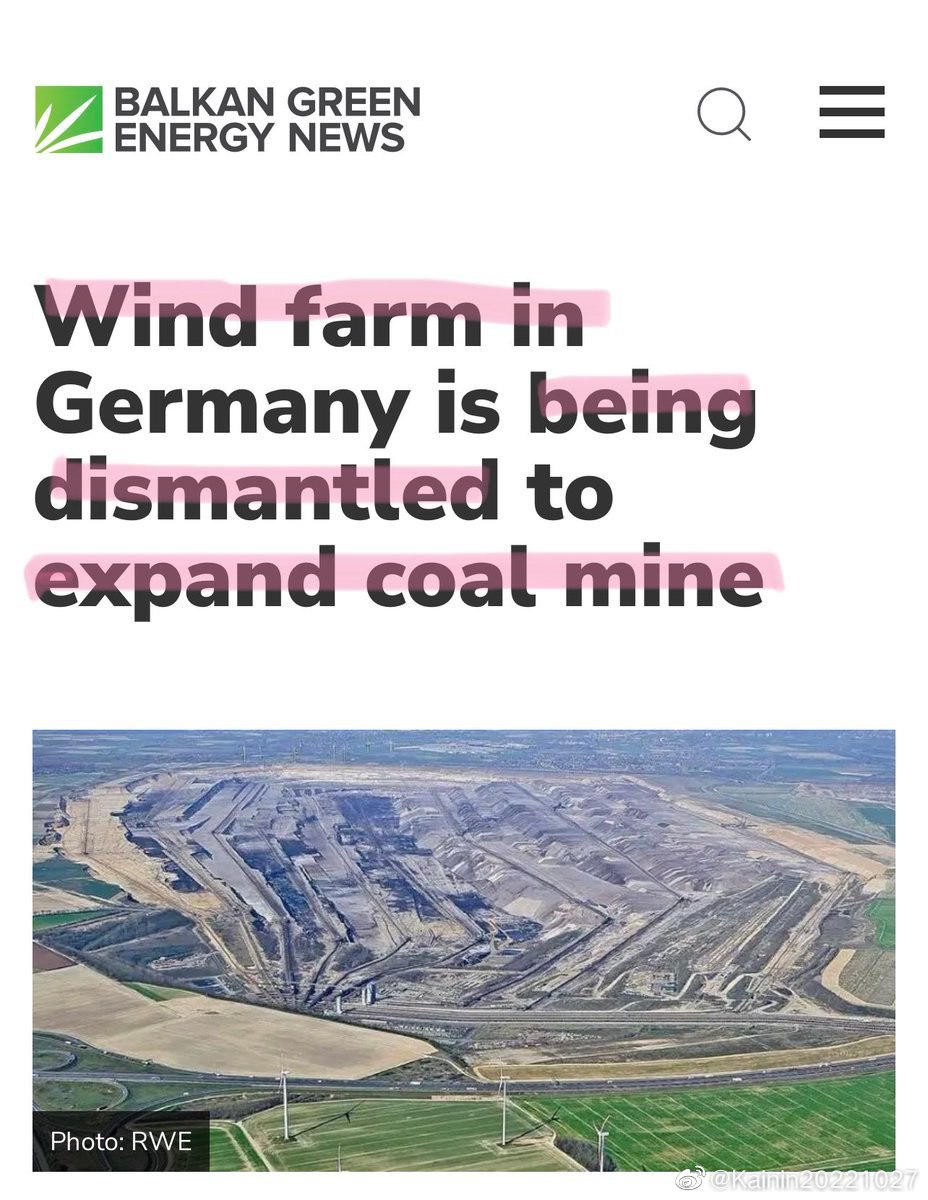 BALKAN GREEN
ENERGY NEWS
Wind farm in
Germany is being
dismantled to
expand coal mine
Photo: RWE
@Kainin20221027